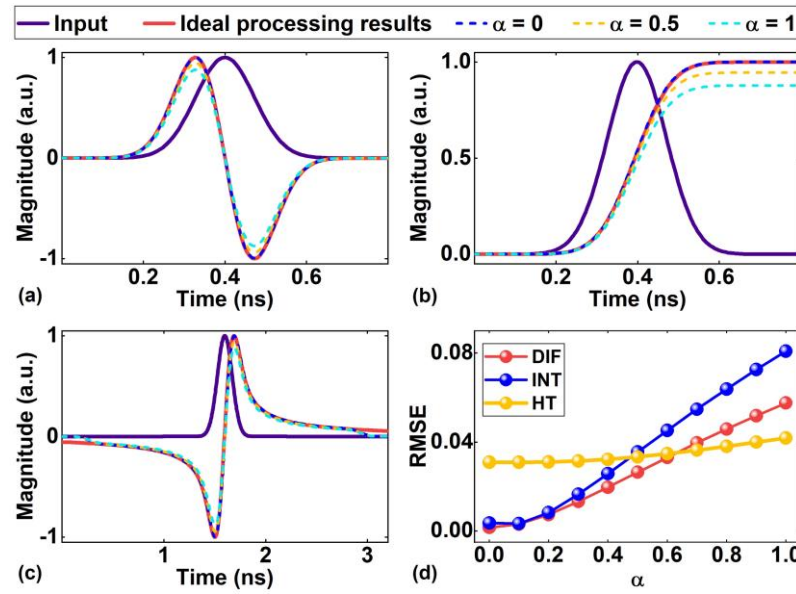 Input Ideal processing results α = 0 α = 0.5 α = 1
Magnitude (a.u.)
1
0
-1
0.2 0.4 0.6
Time (ns)
(a)
Magnitude (a.u.)
1.0
0.5
0.0
0.2 0.4 0.6
Time (ns)
(b)
Magnitude (a.u.)
1
0
-1
1 2 3
Time (ns)
(c)
RMSE
0.08
0.04
0.00
DIF
INT
HT
0.0 0.2 0.4 0.6 0.8 1.0
α
(d)